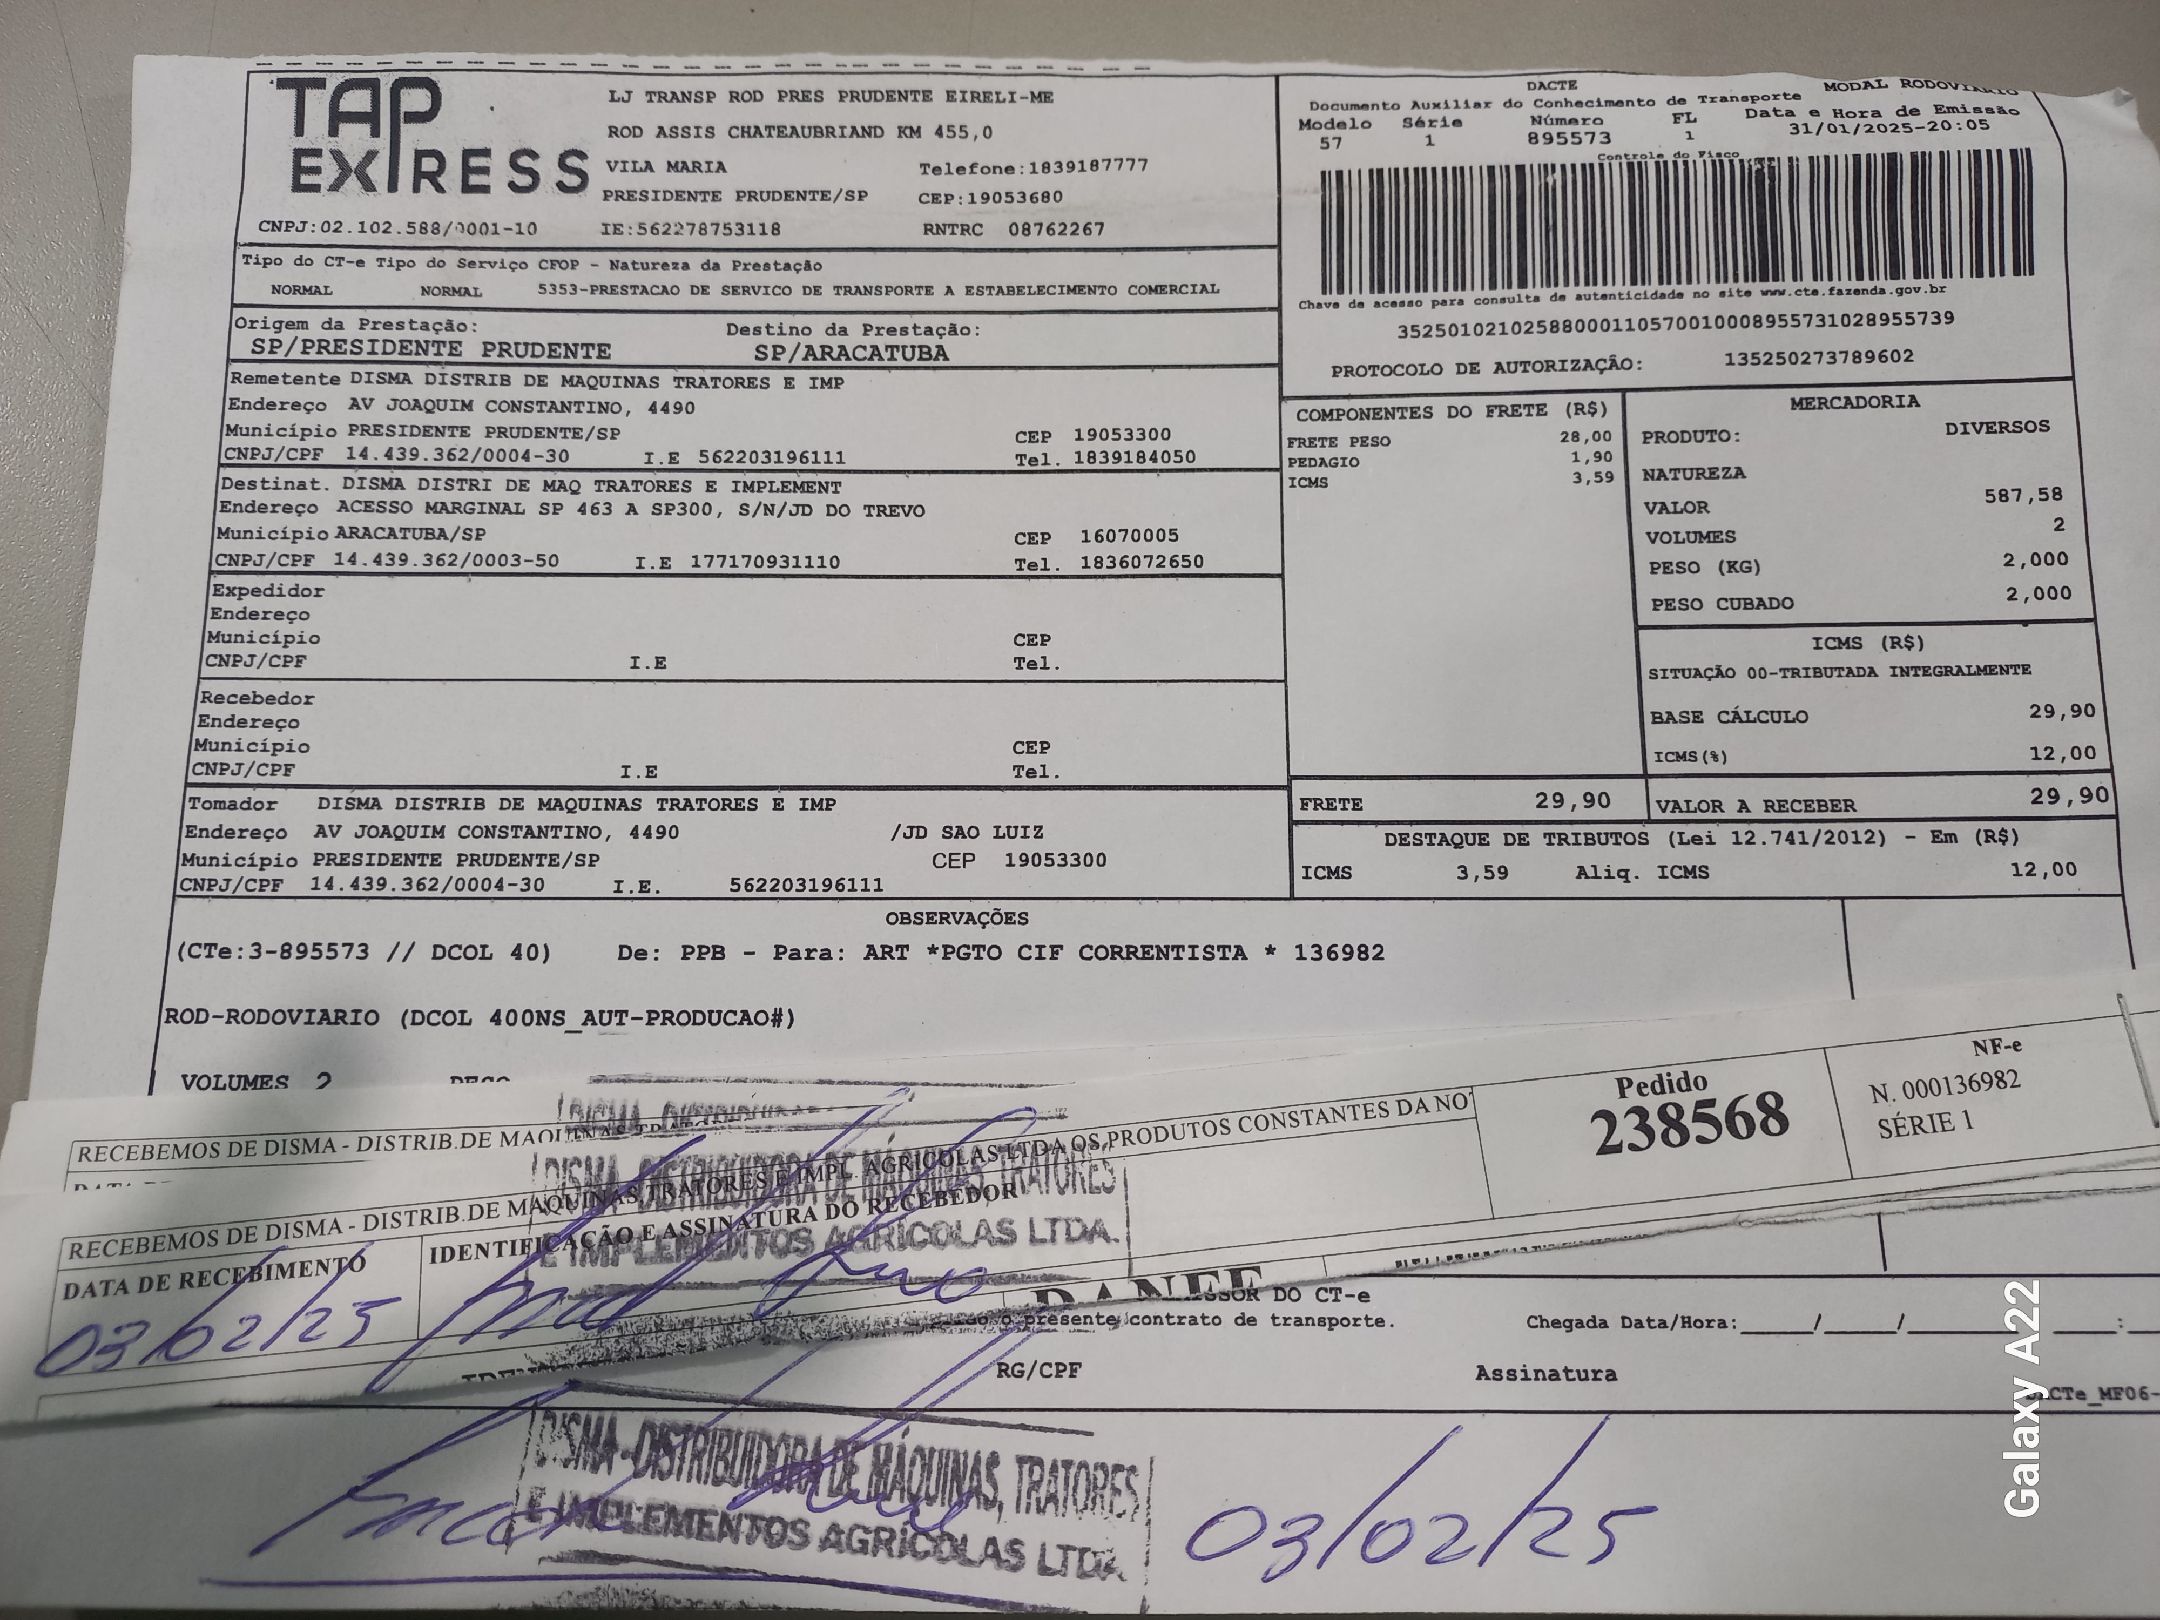 TAP EXPRESS
LJ TRANSP ROD PRES PRUDENTE EIRELI-ME
ROD ASSIS CHATEAUBRIAND KM 455,0
VILA MARIA Telefone:1839187777
PRESIDENTE PRUDENTE/SP CEP:19053680
CNPJ:02.102.588/0001-10 IE:562278753118 RNTRC 08762267
DACTE MODAL RODOVIÁRIO
Documento Auxiliar do Conhecimento de Transporte
Modelo Série Número FL Data e Hora de Emissão
57 1 895573 1 31/01/2025-20:05
Controle do Fisco
Chave de acesso para consulta de autenticidade no site www.cte.fazenda.gov.br
35250102102588000110570010008955731028955739
PROTOCOLO DE AUTORIZAÇÃO: 135250273789602
Tipo do CT-e Tipo do Serviço CFOP - Natureza da Prestação
NORMAL NORMAL 5353-PRESTACAO DE SERVICO DE TRANSPORTE A ESTABELECIMENTO COMERCIAL
Origem da Prestação: Destino da Prestação:
SP/PRESIDENTE PRUDENTE SP/ARACATUBA
Remetente DISMA DISTRIB DE MAQUINAS TRATORES E IMP
Endereço AV JOAQUIM CONSTANTINO, 4490
Município PRESIDENTE PRUDENTE/SP CEP 19053300
CNPJ/CPF 14.439.362/0004-30 I.E 562203196111 Tel. 1839184050
Destinat. DISMA DISTRI DE MAQ TRATORES E IMPLEMENT
Endereço ACESSO MARGINAL SP 463 A SP300, S/N/JD DO TREVO
Município ARACATUBA/SP CEP 16070005
CNPJ/CPF 14.439.362/0003-50 I.E 177170931110 Tel. 1836072650
Expedidor
Endereço
Município CEP
CNPJ/CPF I.E Tel.
Recebedor
Endereço
Município CEP
CNPJ/CPF I.E Tel.
Tomador DISMA DISTRIB DE MAQUINAS TRATORES E IMP
Endereço AV JOAQUIM CONSTANTINO, 4490 /JD SAO LUIZ
Município PRESIDENTE PRUDENTE/SP CEP 19053300
CNPJ/CPF 14.439.362/0004-30 I.E. 562203196111
COMPONENTES DO FRETE (R$)
FRETE PESO 28,00
PEDAGIO 1,90
ICMS 3,59
MERCADORIA
PRODUTO: DIVERSOS
NATUREZA
VALOR 587,58
VOLUMES 2
PESO (KG) 2,000
PESO CUBADO 2,000
ICMS (R$)
SITUAÇÃO 00-TRIBUTADA INTEGRALMENTE
BASE CÁLCULO 29,90
ICMS(%) 12,00
FRETE 29,90 VALOR A RECEBER 29,90
DESTAQUE DE TRIBUTOS (Lei 12.741/2012) - Em (R$)
ICMS 3,59 Aliq. ICMS 12,00
OBSERVAÇÕES
(CTe:3-895573 // DCOL 40) De: PPB - Para: ART *PGTO CIF CORRENTISTA * 136982
ROD-RODOVIARIO (DCOL 400NS_AUT-PRODUCAO#)
VOLUMES 2 PESO
RECEBEMOS DE DISMA - DISTRIB.DE MAQUINAS
RECEBEMOS DE DISMA - DISTRIB.DE MAQUINAS TRATORES E IMPL. AGRICOLAS LTDA OS PRODUTOS CONSTANTES DA NOT
Pedido
238568
NF-e
N. 000136982
SÉRIE 1
DATA DE RECEBIMENTO IDENTIFICAÇÃO E ASSINATURA DO RECEBEDOR
03/02/25
DISMA - DISTRIBUIDORA DE MÁQUINAS, TRATORES
E IMPLEMENTOS AGRÍCOLAS LTDA.
DANFE
DO CT-e
o presente contrato de transporte. Chegada Data/Hora:_____/_____/_____ ____:
RG/CPF Assinatura
DACTe_MF06-
DISMA - DISTRIBUIDORA DE MÁQUINAS, TRATORES
E IMPLEMENTOS AGRÍCOLAS LTDA.
03/02/25
Galaxy A22